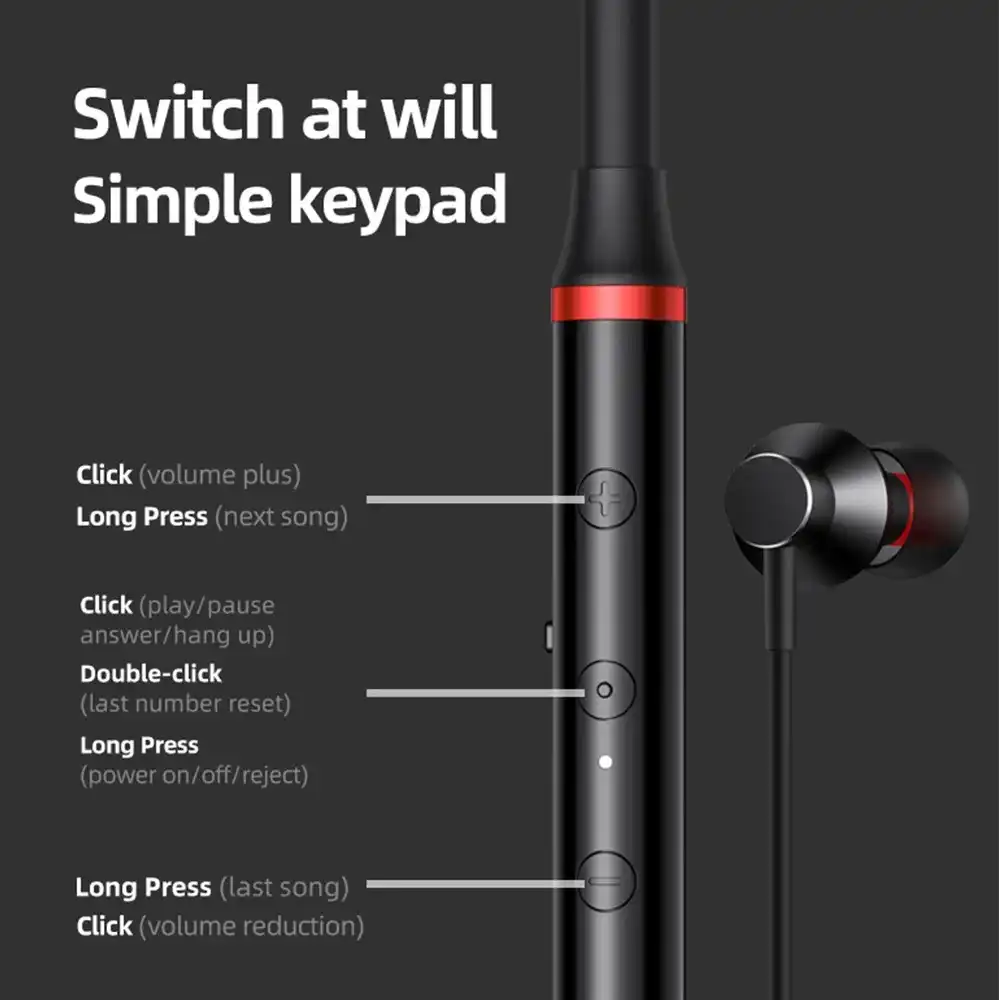 Switch at will
Simple keypad
Click (volume plus)
Long Press (next song)
Click (play/pause
answer/hang up)
Double-click
(last number reset)
Long Press
(power on/off/reject)
Long Press (last song)
Click (volume reduction)